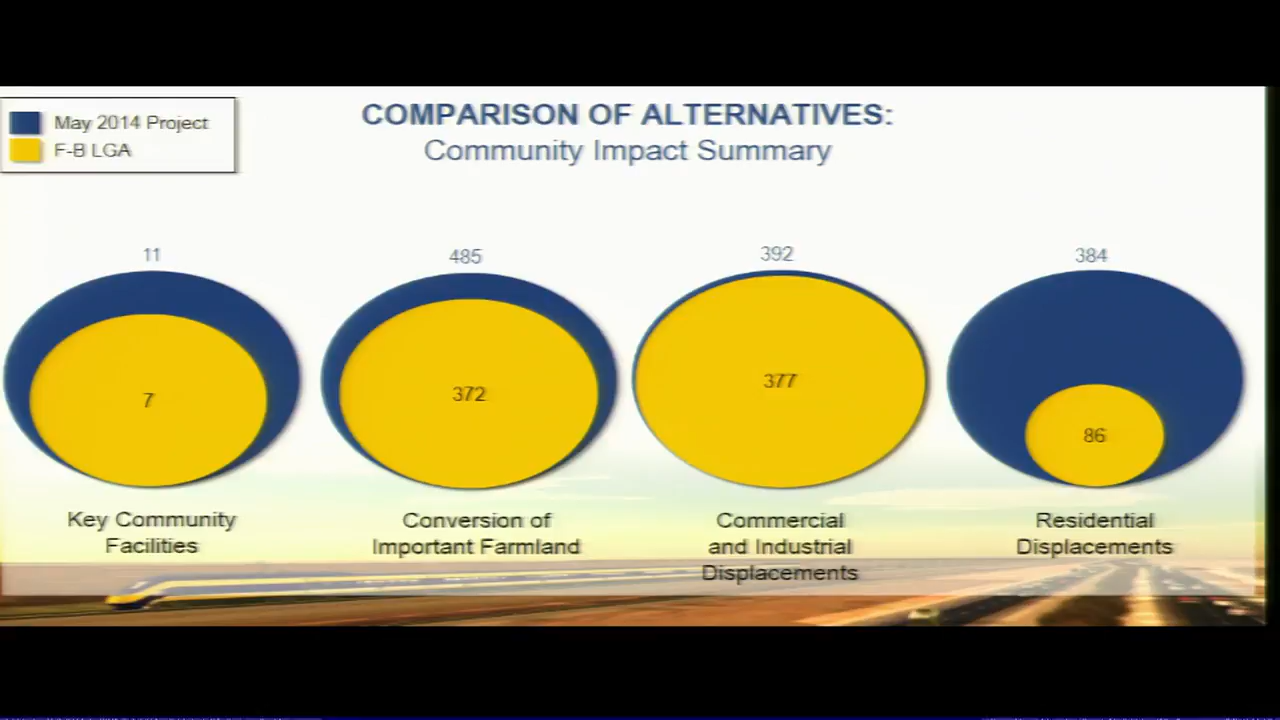 May 2014 Project
F-B LGA
COMPARISON OF ALTERNATIVES:
Community Impact Summary
11
485
392
384
7
372
377
86
Key Community
Facilities
Conversion of
Important Farmland
Commercial
and Industrial
Displacements
Residential
Displacements